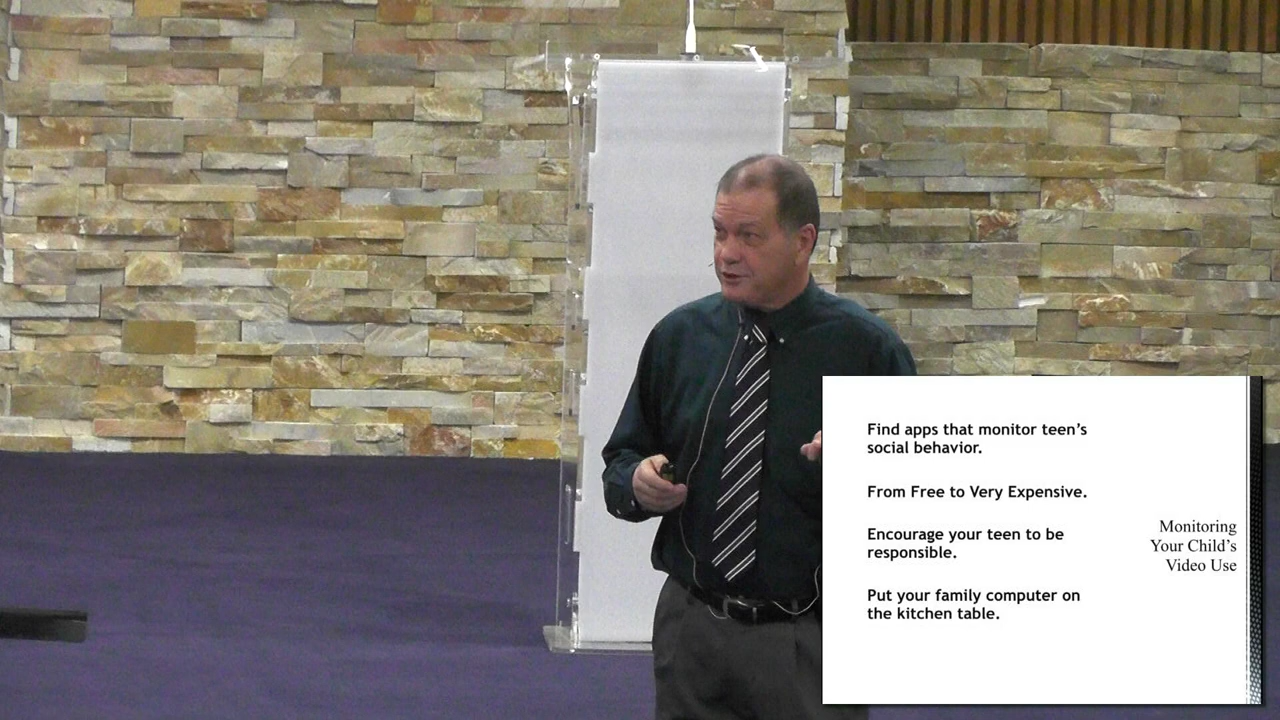 Find apps that monitor teen's
social behavior.
From Free to Very Expensive.
Encourage your teen to be
responsible.
Put your family computer on
the kitchen table.
Monitoring
Your Child's
Video Use